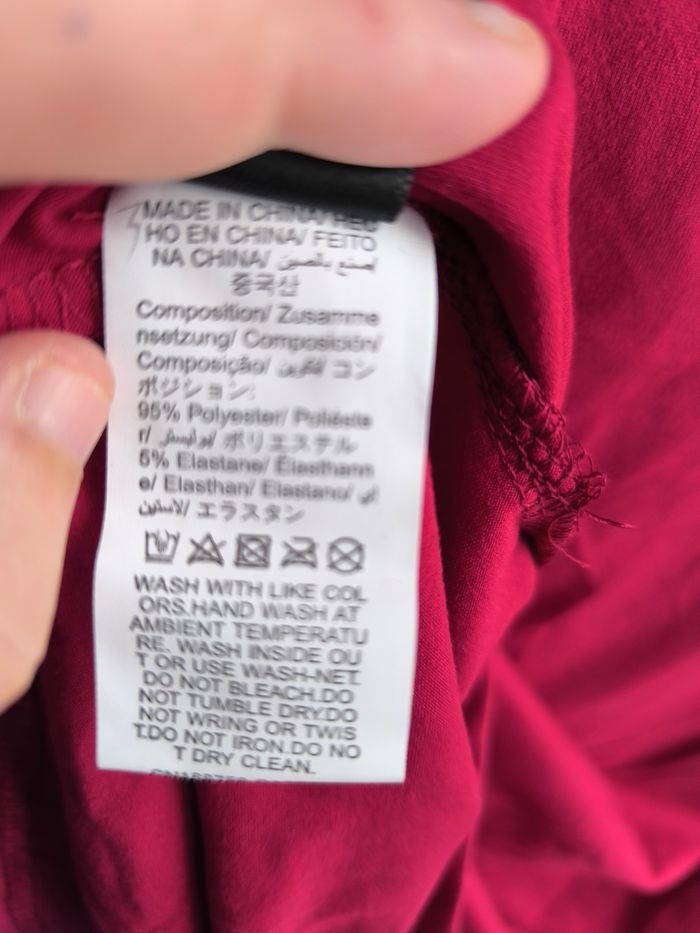 MADE IN CHINA/ HEC
HO EN CHINA/ FEITO
NA CHINA/ صنع بالصين
중국산
Composition/ Zusamme
nsetzung/ Composición/
Composição/ コン
ポジション:
95% Polyester/ Poliéste
r/ ポリエステル
5% Elastane/ Élasthann
e/ Elasthan/ Elastano/
エラスタン
WASH WITH LIKE COL
ORS.HAND WASH AT
AMBIENT TEMPERATU
RE. WASH INSIDE OU
T OR USE WASH-NET.
DO NOT BLEACH.DO
NOT TUMBLE DRY.DO
NOT WRING OR TWIS
T.DO NOT IRON.DO NO
T DRY CLEAN.